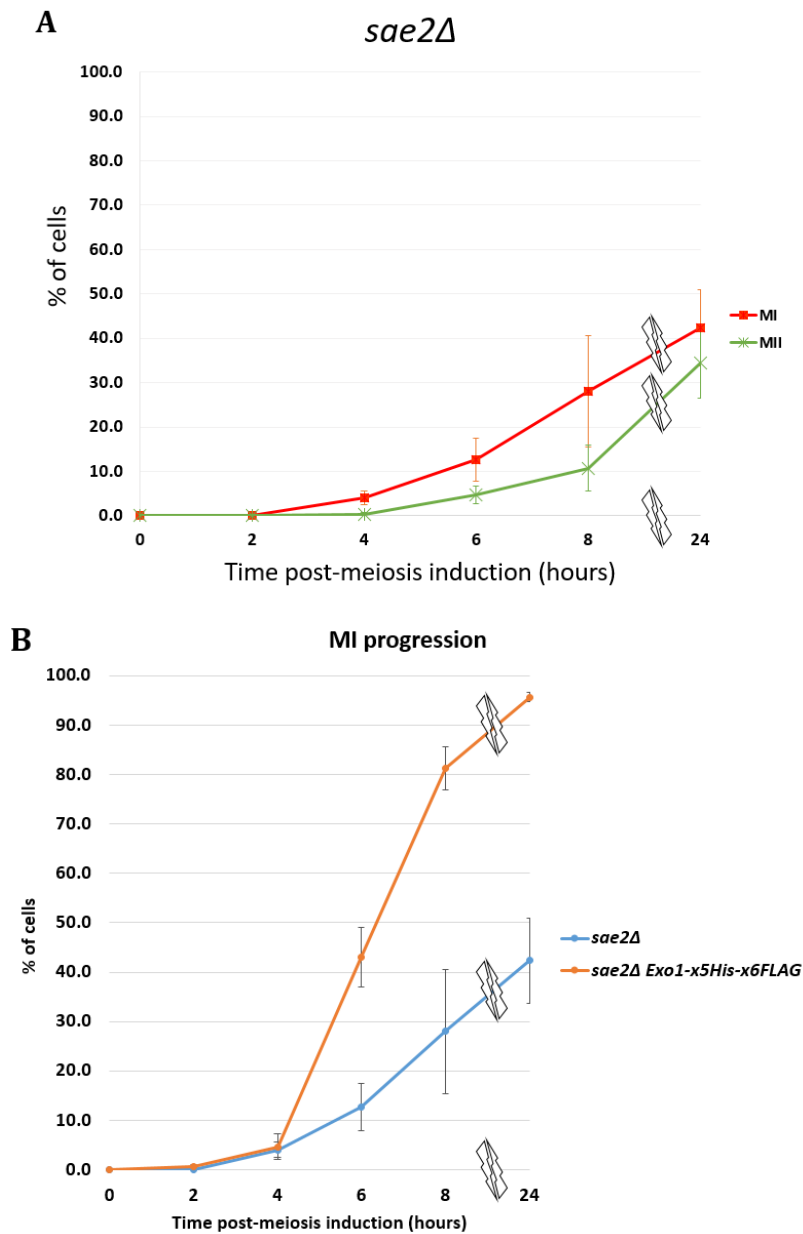 A
sae2Δ
100.0
90.0
80.0
70.0
60.0
50.0
40.0
30.0
20.0
10.0
0.0
% of cells
0 2 4 6 8 24
Time post-meiosis induction (hours)
MI
MII
B
MI progression
100.0
90.0
80.0
70.0
60.0
50.0
40.0
30.0
20.0
10.0
0.0
% of cells
0 2 4 6 8 24
Time post-meiosis induction (hours)
sae2Δ
sae2Δ Exo1-x5His-x6FLAG